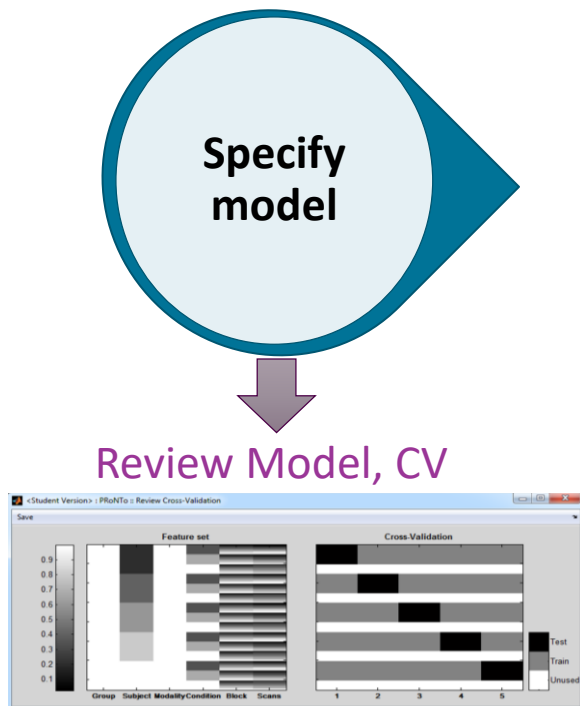 Specify
model
Review Model, CV
<Student Version> : PRoNTo :: Review Cross-Validation
Save
Feature set
Cross-Validation
0.9
0.8
0.7
0.6
0.5
0.4
0.3
0.2
0.1
Group Subject Modality Condition Block Scans
1 2 3 4 5
Test
Train
Unused